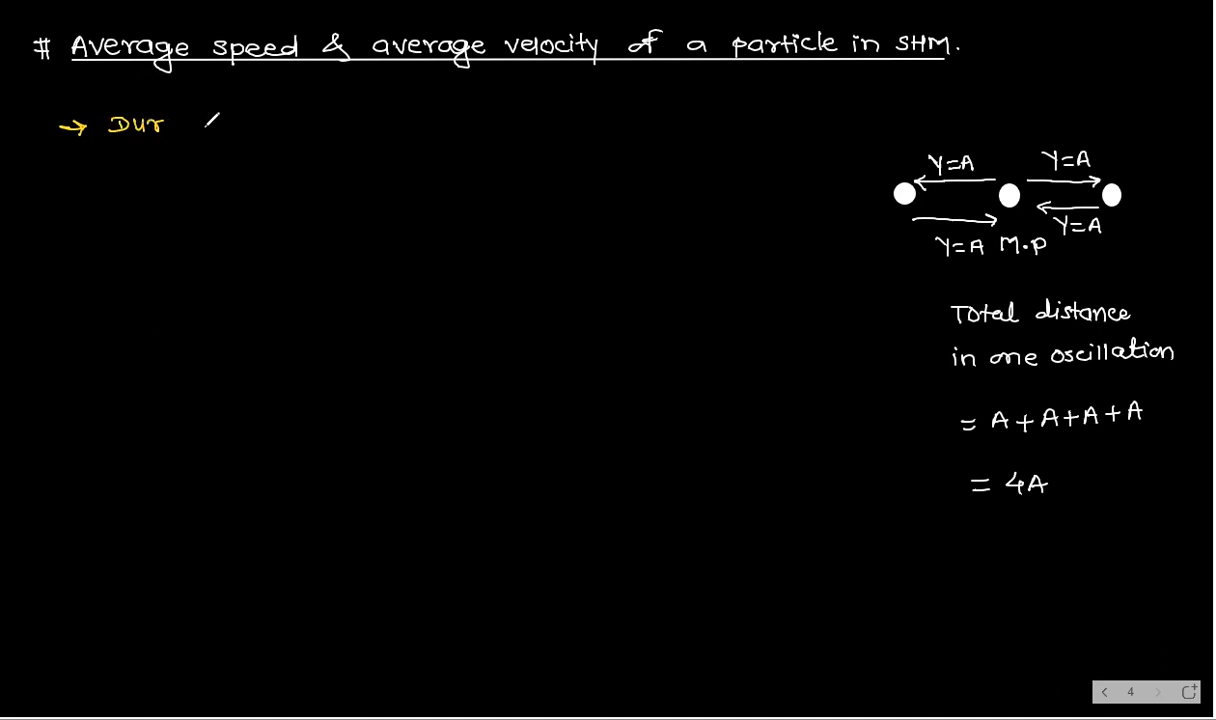 # Average speed & average velocity of a particle in SHM.
→ Dur
Y=A Y=A
Y=A M.P Y=A
Total distance
in one oscillation
= A+A+A+A
= 4A
4